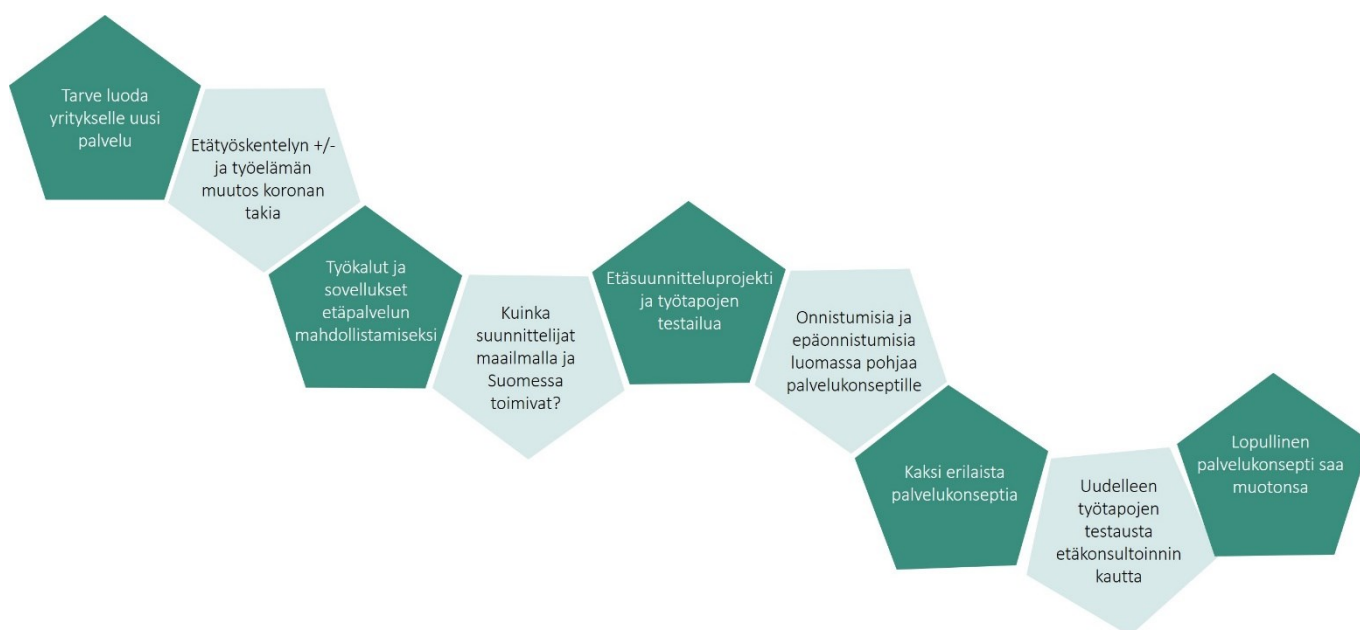 Tarve luoda
yritykselle uusi
palvelu
Etätyöskentelyn +/-
ja työelämän
muutos koronan
takia
Työkalut ja
sovellukset
etäpalvelun
mahdollistamiseksi
Kuinka
suunnittelijat
maailmalla ja
Suomessa
toimivat?
Etäsuunnitteluprojekti
ja työtapojen
testailua
Onnistumisia ja
epäonnistumisia
luomassa pohjaa
palvelukonseptille
Kaksi erilaista
palvelukonseptia
Uudelleen
työtapojen
testausta
etäkonsultoinnin
kautta
Lopullinen
palvelukonsepti saa
muotonsa